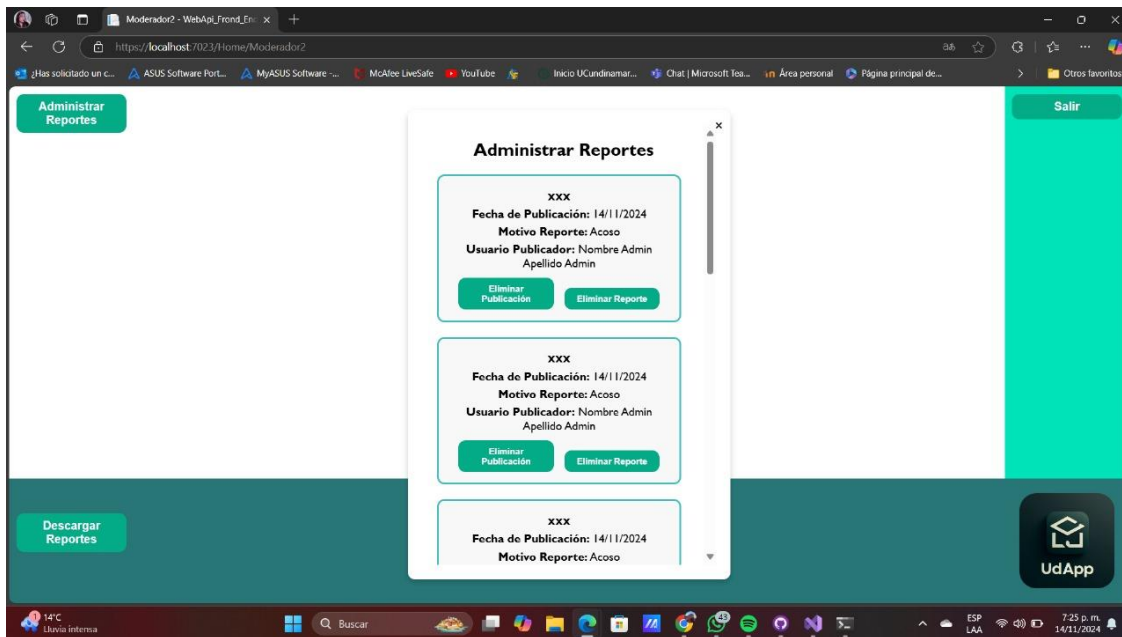 Moderador2 - WebApi_Frond_En
https://localhost:7023/Home/Moderador2
¿Has solicitado un c...
ASUS Software Port...
MyASUS Software -...
McAfee LiveSafe
YouTube
Inicio UCundinamar...
Chat | Microsoft Tea...
Área personal
Página principal de...
Otros favoritos
Administrar
Reportes
Salir
Administrar Reportes
xxx
Fecha de Publicación: 14/11/2024
Motivo Reporte: Acoso
Usuario Publicador: Nombre Admin
Apellido Admin
Eliminar
Publicación
Eliminar Reporte
xxx
Fecha de Publicación: 14/11/2024
Motivo Reporte: Acoso
Usuario Publicador: Nombre Admin
Apellido Admin
Eliminar
Publicación
Eliminar Reporte
xxx
Fecha de Publicación: 14/11/2024
Motivo Reporte: Acoso
Descargar
Reportes
UdApp
1
14°C
Lluvia intensa
Buscar
43
ESP
LAA
7:25 p. m.
14/11/2024